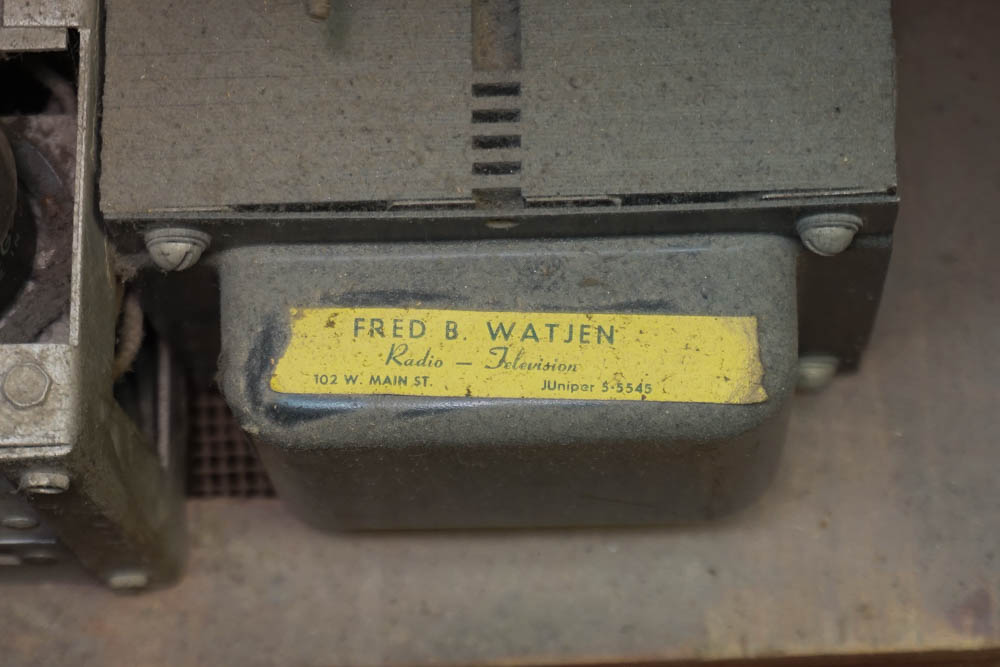 FRED B. WATJEN
Radio — Television
102 W. MAIN ST. JUniper 5-5545